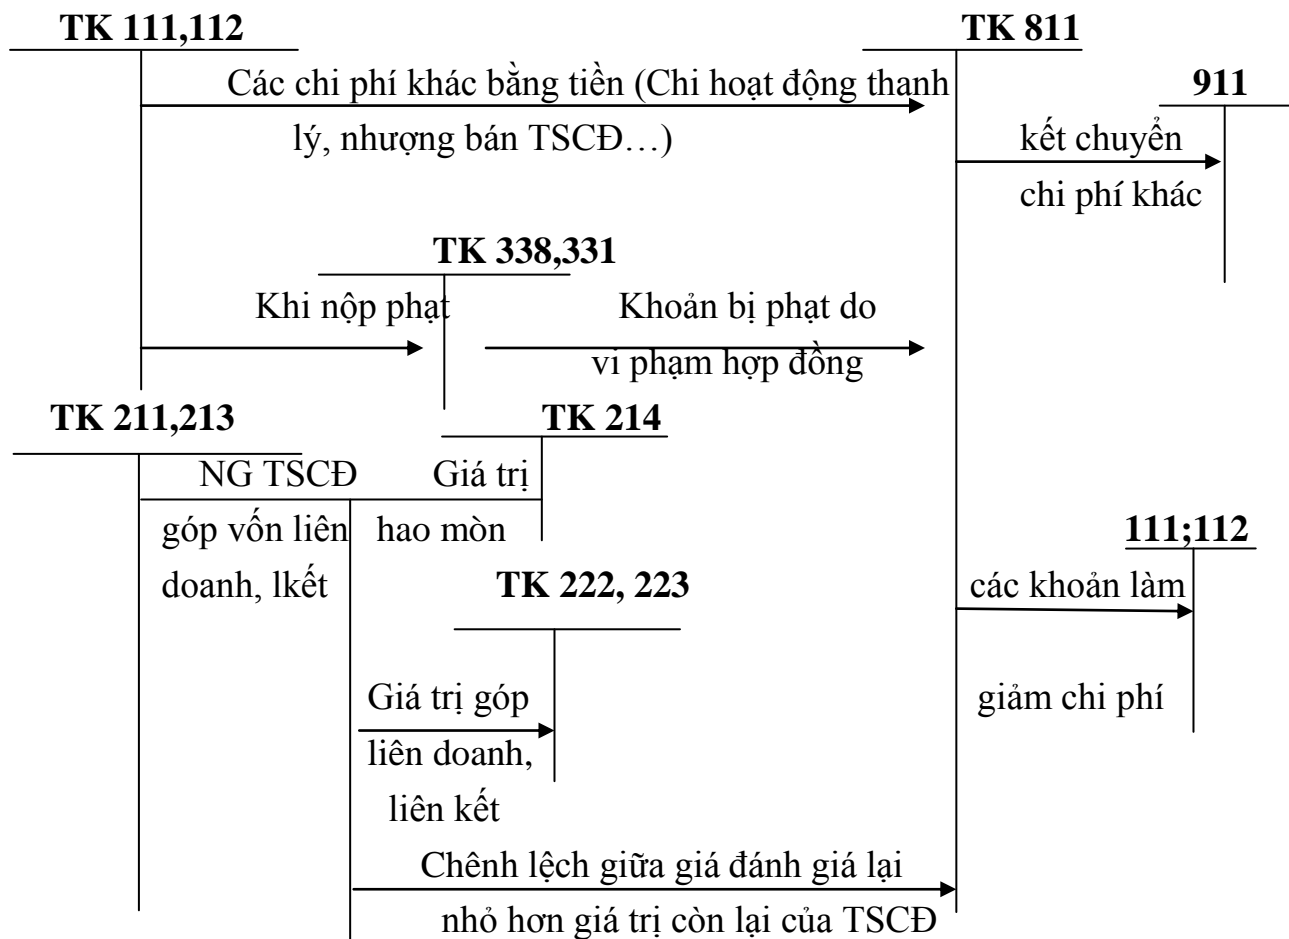 TK 111,112
TK 811
Các chi phí khác bằng tiền (Chi hoạt động thanh
lý, nhượng bán TSCĐ…)
911
kết chuyển
chi phí khác
TK 338,331
Khi nộp phạt
Khoản bị phạt do
vi phạm hợp đồng
TK 211,213
TK 214
NG TSCĐ
góp vốn liên
doanh, lkết
Giá trị
hao mòn
111;112
các khoản làm
giảm chi phí
TK 222, 223
Giá trị góp
liên doanh,
liên kết
Chênh lệch giữa giá đánh giá lại
nhỏ hơn giá trị còn lại của TSCĐ